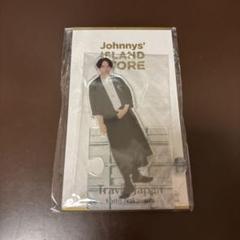 Johnnys'
ISLAND
STORE
Travis Japan